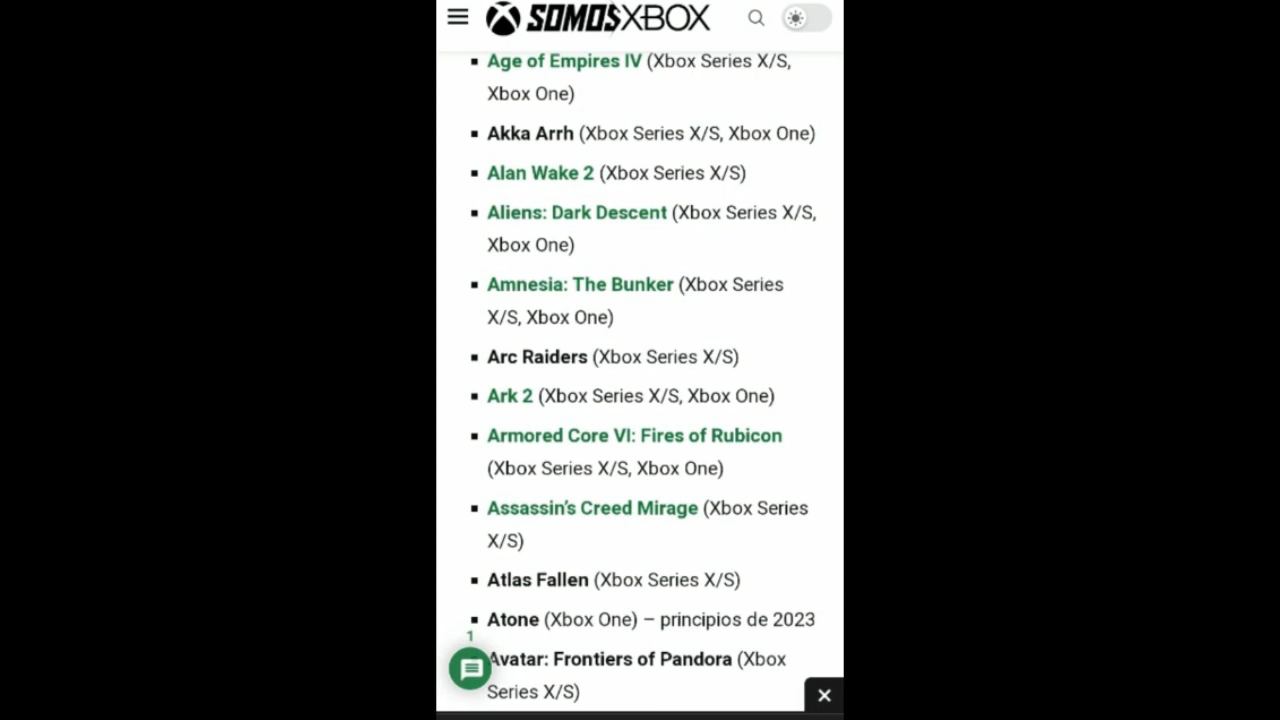 SOMOSXBOX
Age of Empires IV (Xbox Series X/S,
Xbox One)
Akka Arrh (Xbox Series X/S, Xbox One)
Alan Wake 2 (Xbox Series X/S)
Aliens: Dark Descent (Xbox Series X/S,
Xbox One)
Amnesia: The Bunker (Xbox Series
X/S, Xbox One)
Arc Raiders (Xbox Series X/S)
Ark 2 (Xbox Series X/S, Xbox One)
Armored Core VI: Fires of Rubicon
(Xbox Series X/S, Xbox One)
Assassin's Creed Mirage (Xbox Series
X/S)
Atlas Fallen (Xbox Series X/S)
Atone (Xbox One) – principios de 2023
1
Avatar: Frontiers of Pandora (Xbox
Series X/S)